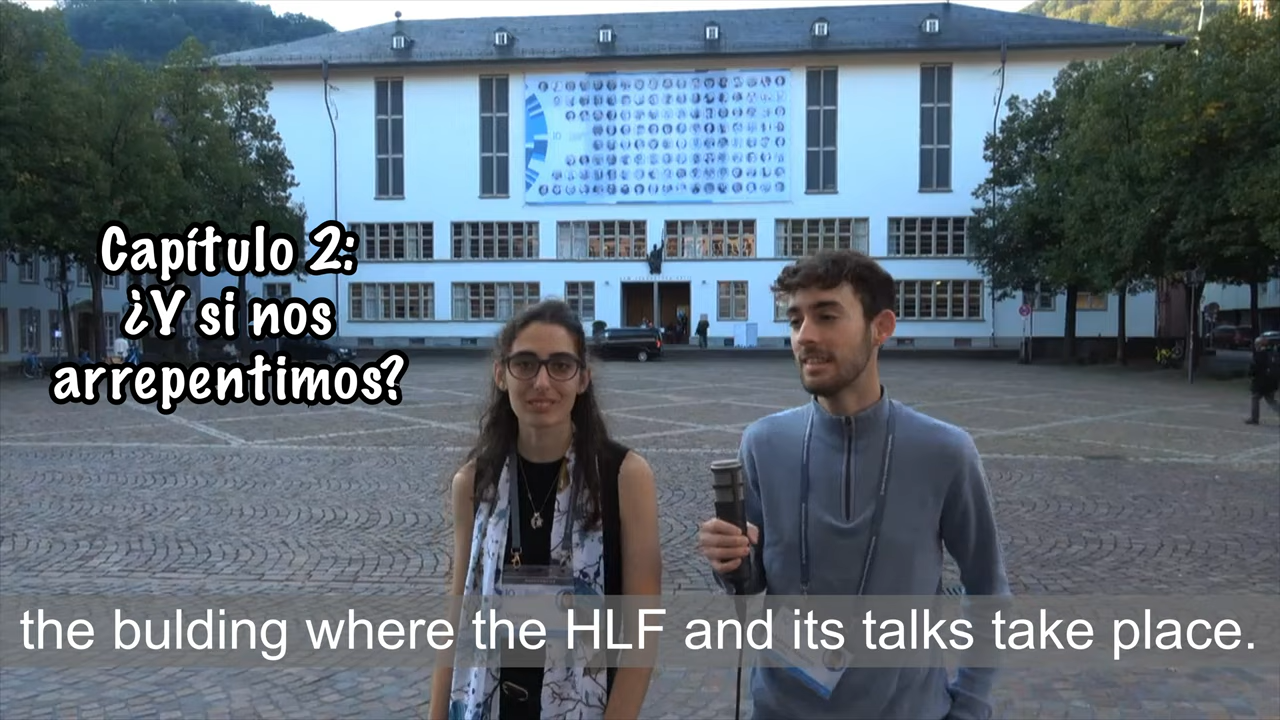 Capítulo 2:
¿Y si nos
arrepentimos?
the bulding where the HLF and its talks take place.